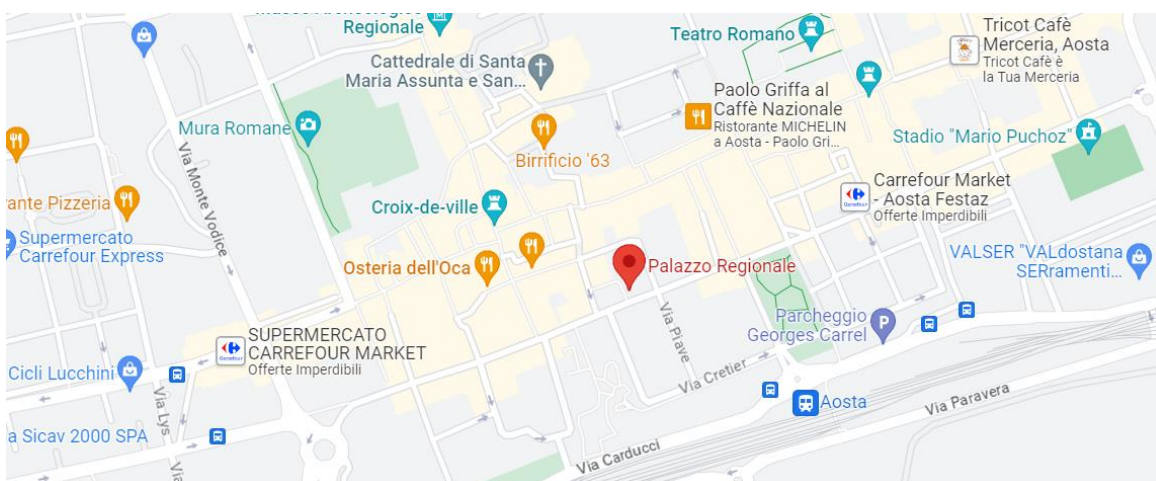 Museo Archeologico
Regionale
Cattedrale di Santa
Maria Assunta e San...
Teatro Romano
Tricot Cafè
Merceria, Aosta
Tricot Cafè è
la Tua Merceria
Paolo Griffa al
Caffè Nazionale
Ristorante MICHELIN
a Aosta - Paolo Gri...
Mura Romane
Via Monte Vodice
Birrificio '63
Stadio "Mario Puchoz"
ante Pizzeria
Croix-de-ville
Carrefour Market
- Aosta Festaz
Offerte Imperdibili
Supermercato
Carrefour Express
Osteria dell'Oca
Palazzo Regionale
VALSER "VALdostana
SERramenti...
Via Piave
Parcheggio
Georges Carrel
P
SUPERMERCATO
CARREFOUR MARKET
Offerte Imperdibili
Cicli Lucchini
Via Lys
Via Cretier
Aosta
Via Paravera
a Sicav 2000 SPA
Via Carducci
Via